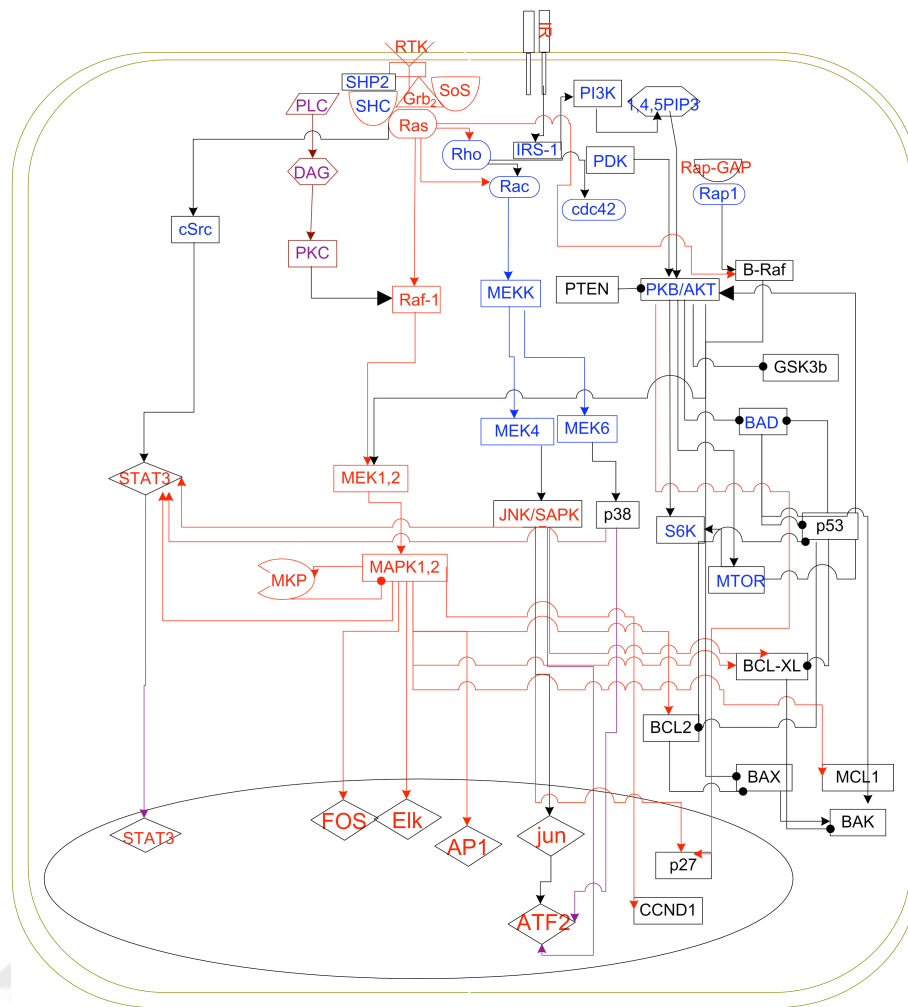 IR
RTK
SHP2
Grb2
SoS
SHC
PLC
PI3K
1,4,5PIP3
Ras
Rho
IRS-1
PDK
Rap-GAP
DAG
Rac
Rap1
cdc42
cSrc
PKC
B-Raf
MEKK
PTEN
PKB/AKT
Raf-1
GSK3b
BAD
MEK4
MEK6
STAT3
MEK1,2
JNK/SAPK
p38
S6K
p53
MKP
MAPK1,2
MTOR
BCL-XL
BCL2
BAX
MCL1
FOS
Elk
BAK
STAT3
AP1
jun
p27
CCND1
ATF2